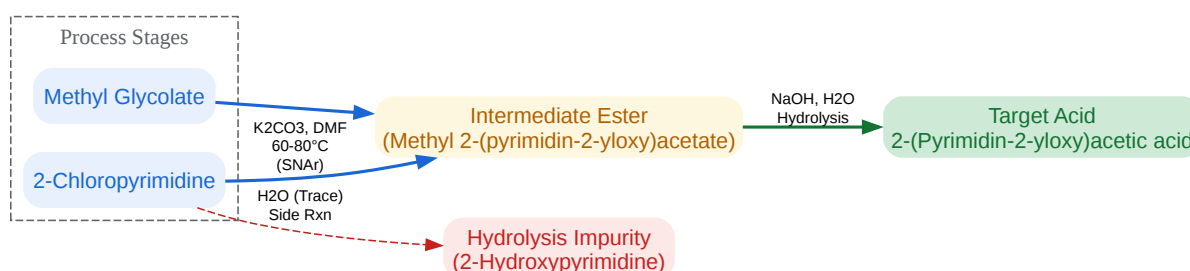 Process Stages
Methyl Glycolate
2-Chloropyrimidine
K2CO3, DMF
60-80°C
(SNAr)
H2O (Trace)
Side Rxn
Intermediate Ester
(Methyl 2-(pyrimidin-2-yloxy)acetate)
Hydrolysis Impurity
(2-Hydroxypyrimidine)
NaOH, H2O
Hydrolysis
Target Acid
2-(Pyrimidin-2-yloxy)acetic acid